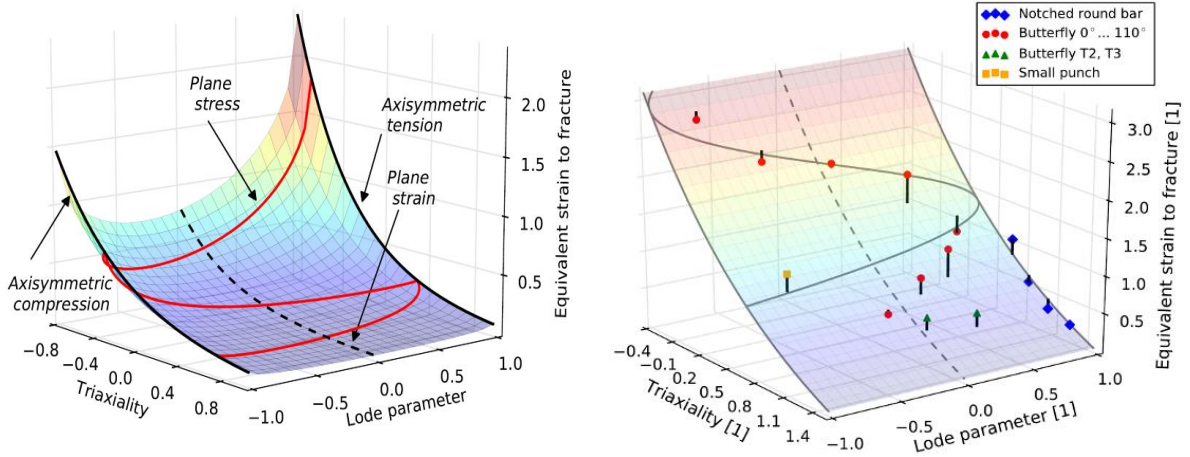 Plane
stress
Axisymmetric
tension
Plane
strain
Axisymmetric
compression
2.0
1.5
1.0
0.5
Equivalent strain to fracture
−0.8
−0.4
0.0
0.4
0.8
Triaxiality
−1.0
−0.5
0.0
0.5
1.0
Lode parameter
Notched round bar
Butterfly 0°... 110°
Butterfly T2, T3
Small punch
3.0
2.5
2.0
1.5
1.0
0.5
Equivalent strain to fracture [1]
−0.4
−0.1
0.2
0.5
0.8
1.1
1.4
Triaxiality [1]
−1.0
−0.5
0.0
0.5
1.0
Lode parameter [1]